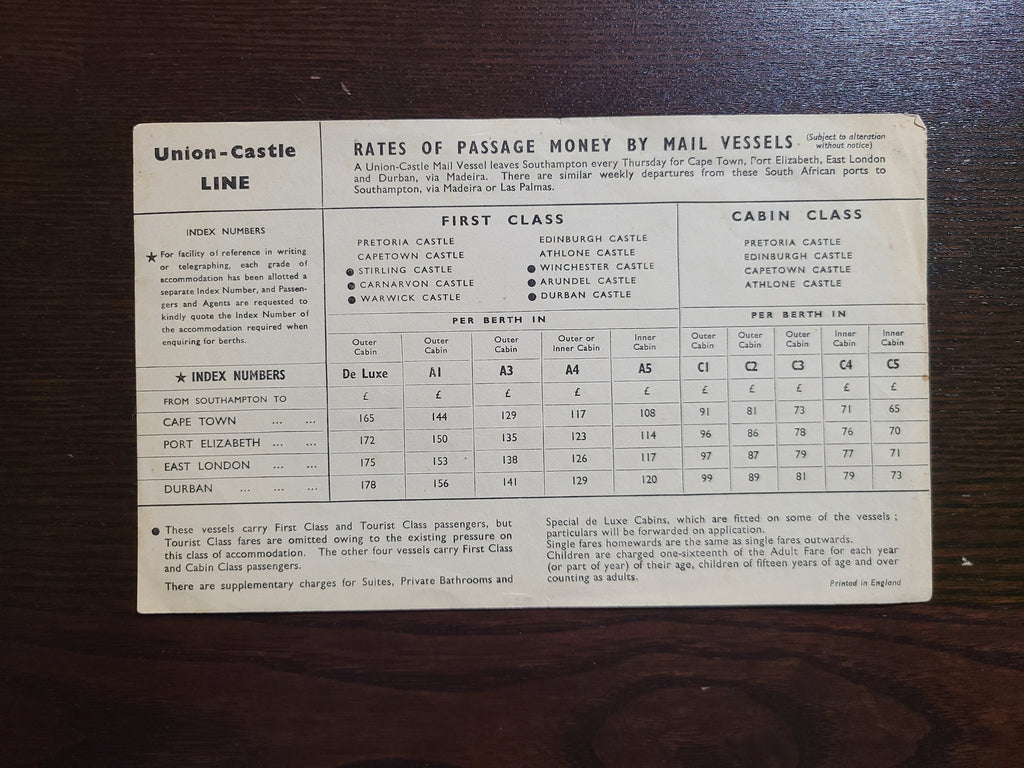 Union-Castle
LINE
RATES OF PASSAGE MONEY BY MAIL VESSELS (Subject to alteration
without notice)
A Union-Castle Mail Vessel leaves Southampton every Thursday for Cape Town, Port Elizabeth, East London
and Durban, via Madeira. There are similar weekly departures from these South African ports to
Southampton, via Madeira or Las Palmas.
INDEX NUMBERS
★ For facility of reference in writing
or telegraphing, each grade of
accommodation has been allotted a
separate Index Number, and Passen-
gers and Agents are requested to
kindly quote the Index Number of
the accommodation required when
enquiring for berths.
FIRST CLASS
PRETORIA CASTLE
CAPETOWN CASTLE
● STIRLING CASTLE
● CARNARVON CASTLE
● WARWICK CASTLE
EDINBURGH CASTLE
ATHLONE CASTLE
● WINCHESTER CASTLE
● ARUNDEL CASTLE
● DURBAN CASTLE
CABIN CLASS
PRETORIA CASTLE
EDINBURGH CASTLE
CAPETOWN CASTLE
ATHLONE CASTLE
PER BERTH IN PER BERTH IN
Outer Outer Outer Outer or Inner Outer Outer Outer Inner Inner
Cabin Cabin Cabin Inner Cabin Cabin Cabin Cabin Cabin Cabin Cabin
★ INDEX NUMBERS De Luxe A1 A3 A4 A5 C1 C2 C3 C4 C5
FROM SOUTHAMPTON TO £ £ £ £ £ £ £ £ £ £
CAPE TOWN ... ... 165 144 129 117 108 91 81 73 71 65
PORT ELIZABETH ... ... 172 150 135 123 114 96 86 78 76 70
EAST LONDON ... ... 175 153 138 126 117 97 87 79 77 71
DURBAN ... ... ... 178 156 141 129 120 99 89 81 79 73
● These vessels carry First Class and Tourist Class passengers, but
Tourist Class fares are omitted owing to the existing pressure on
this class of accommodation. The other four vessels carry First Class
and Cabin Class passengers.
There are supplementary charges for Suites, Private Bathrooms and
Special de Luxe Cabins, which are fitted on some of the vessels ;
particulars will be forwarded on application.
Single fares homewards are the same as single fares outwards.
Children are charged one-sixteenth of the Adult Fare for each year
(or part of year) of their age, children of fifteen years of age and over
counting as adults.
Printed in England